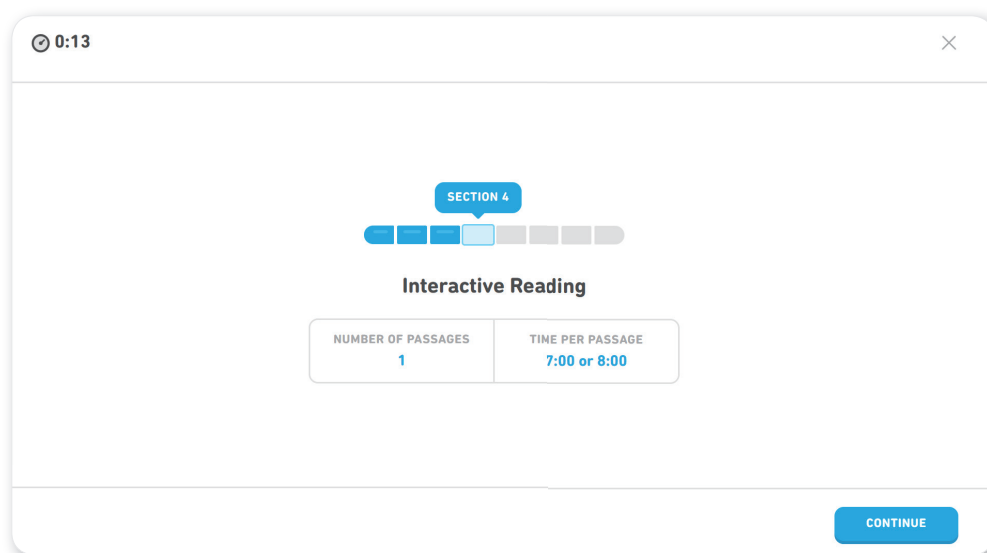 0:13
SECTION 4
Interactive Reading
NUMBER OF PASSAGES
1
TIME PER PASSAGE
7:00 or 8:00
CONTINUE